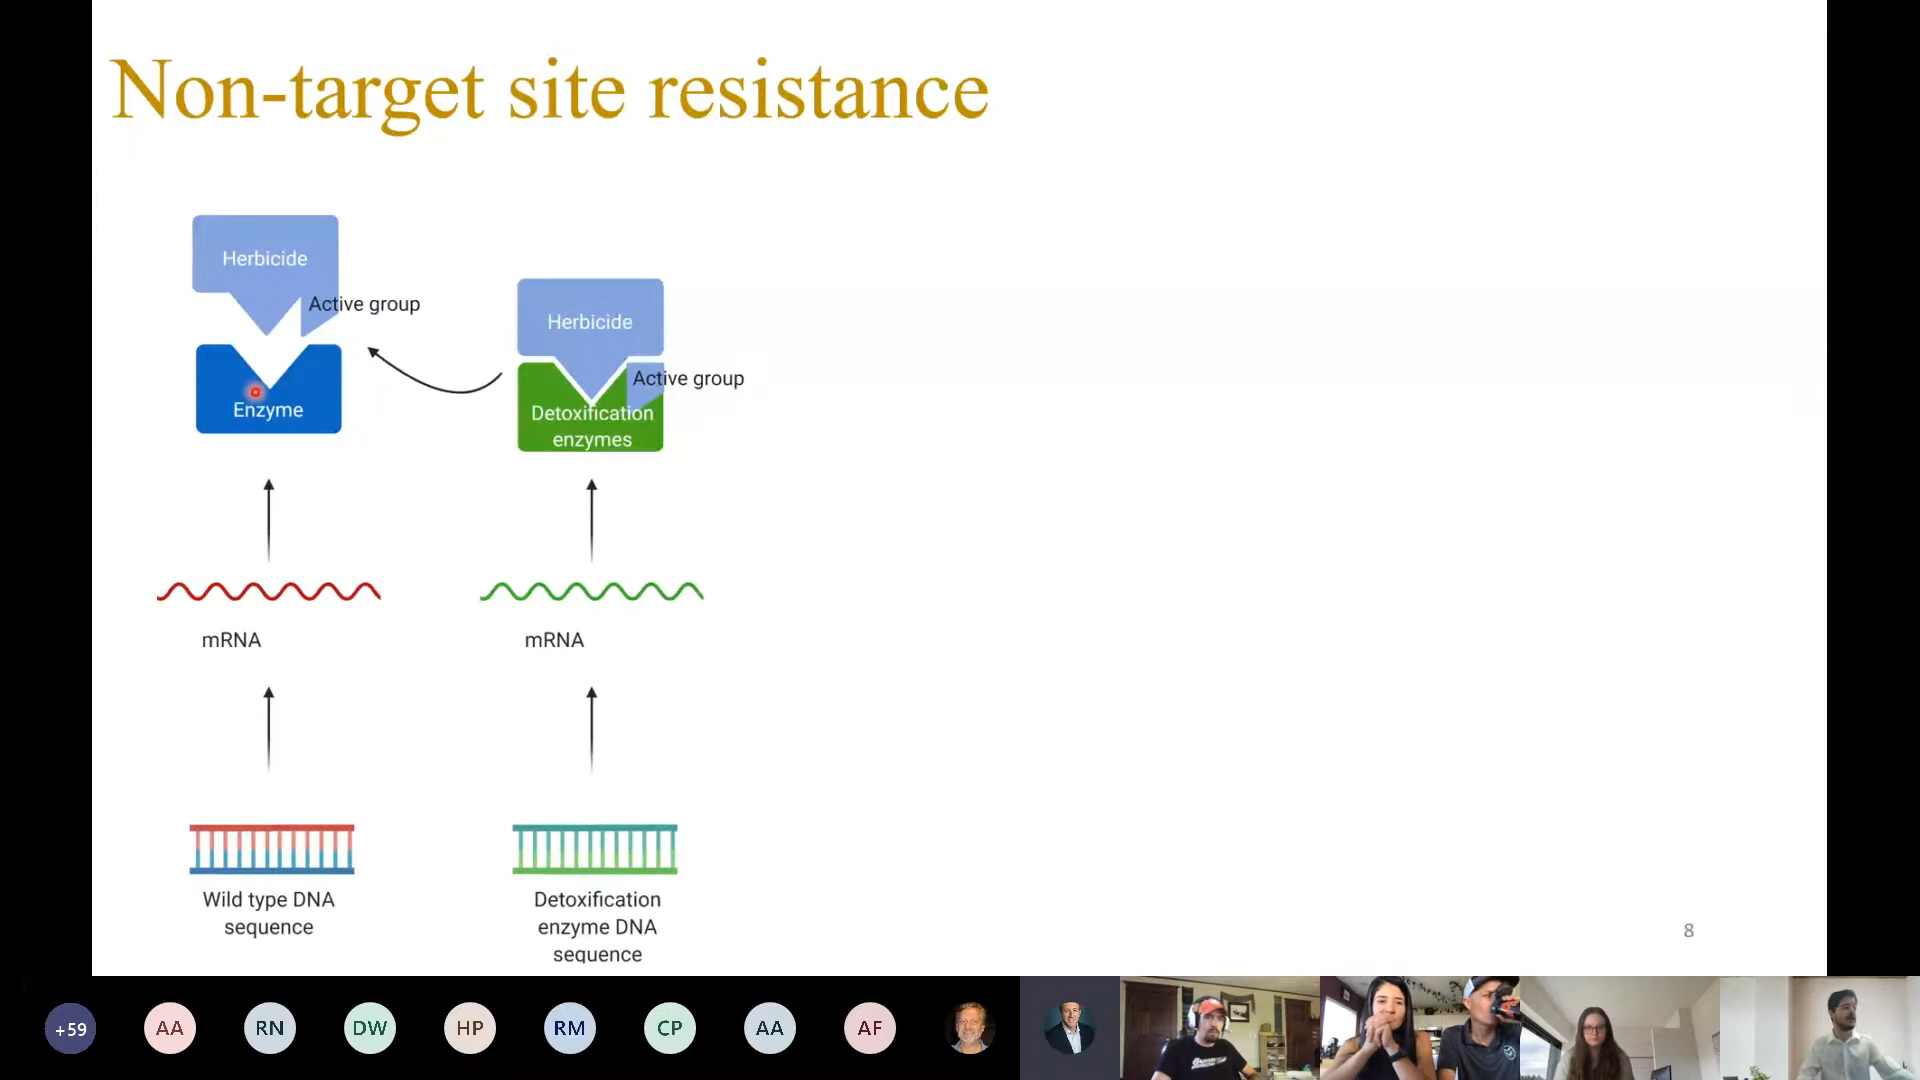 Non-target site resistance
Herbicide
Active group
Enzyme
Herbicide
Active group
Detoxification
enzymes
mRNA
mRNA
Wild type DNA
sequence
Detoxification
enzyme DNA
sequence
8
+59
AA
RN
DW
HP
RM
CP
AA
AF